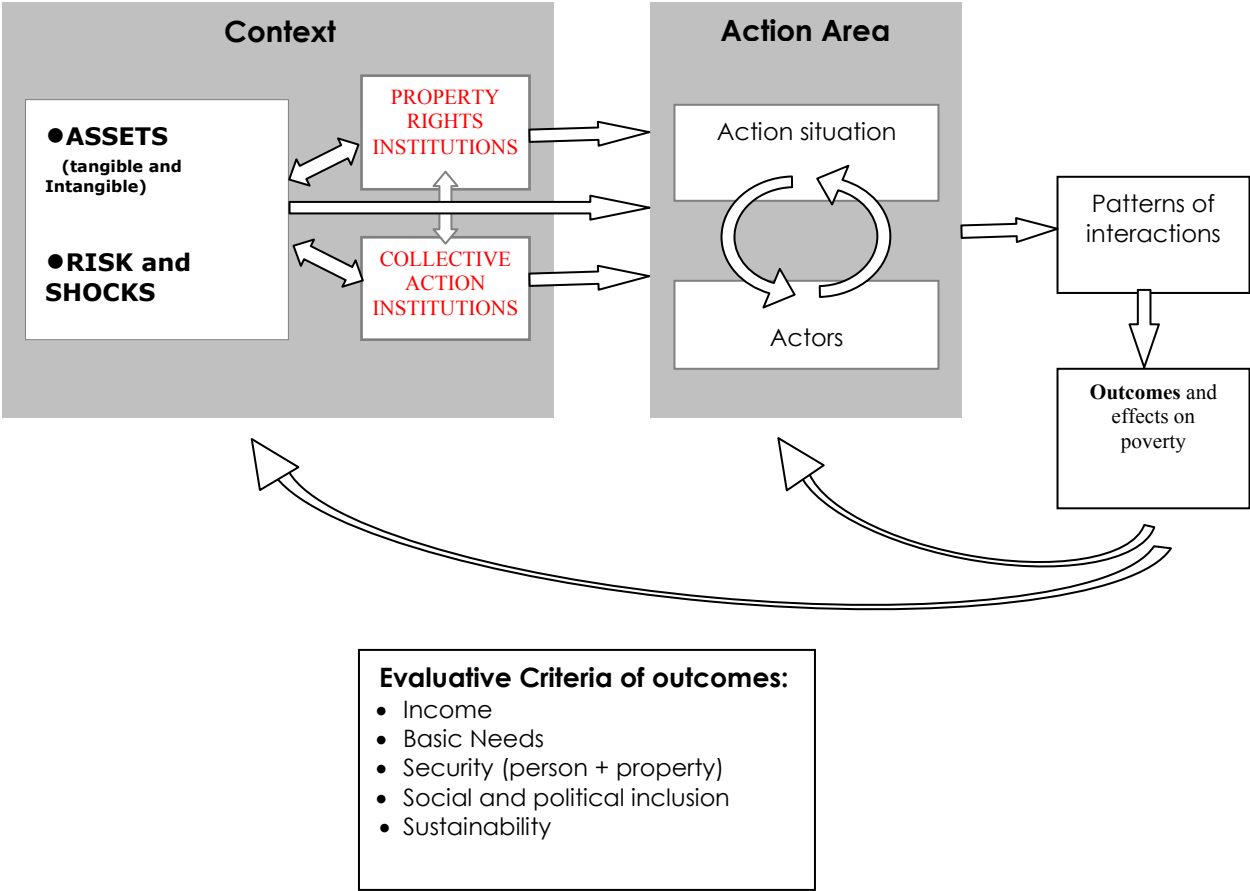 Context
●ASSETS
(tangible and
Intangible)
●RISK and
SHOCKS
PROPERTY
RIGHTS
INSTITUTIONS
COLLECTIVE
ACTION
INSTITUTIONS
Action Area
Action situation
Actors
Patterns of
interactions
Outcomes and
effects on
poverty
Evaluative Criteria of outcomes:
• Income
• Basic Needs
• Security (person + property)
• Social and political inclusion
• Sustainability